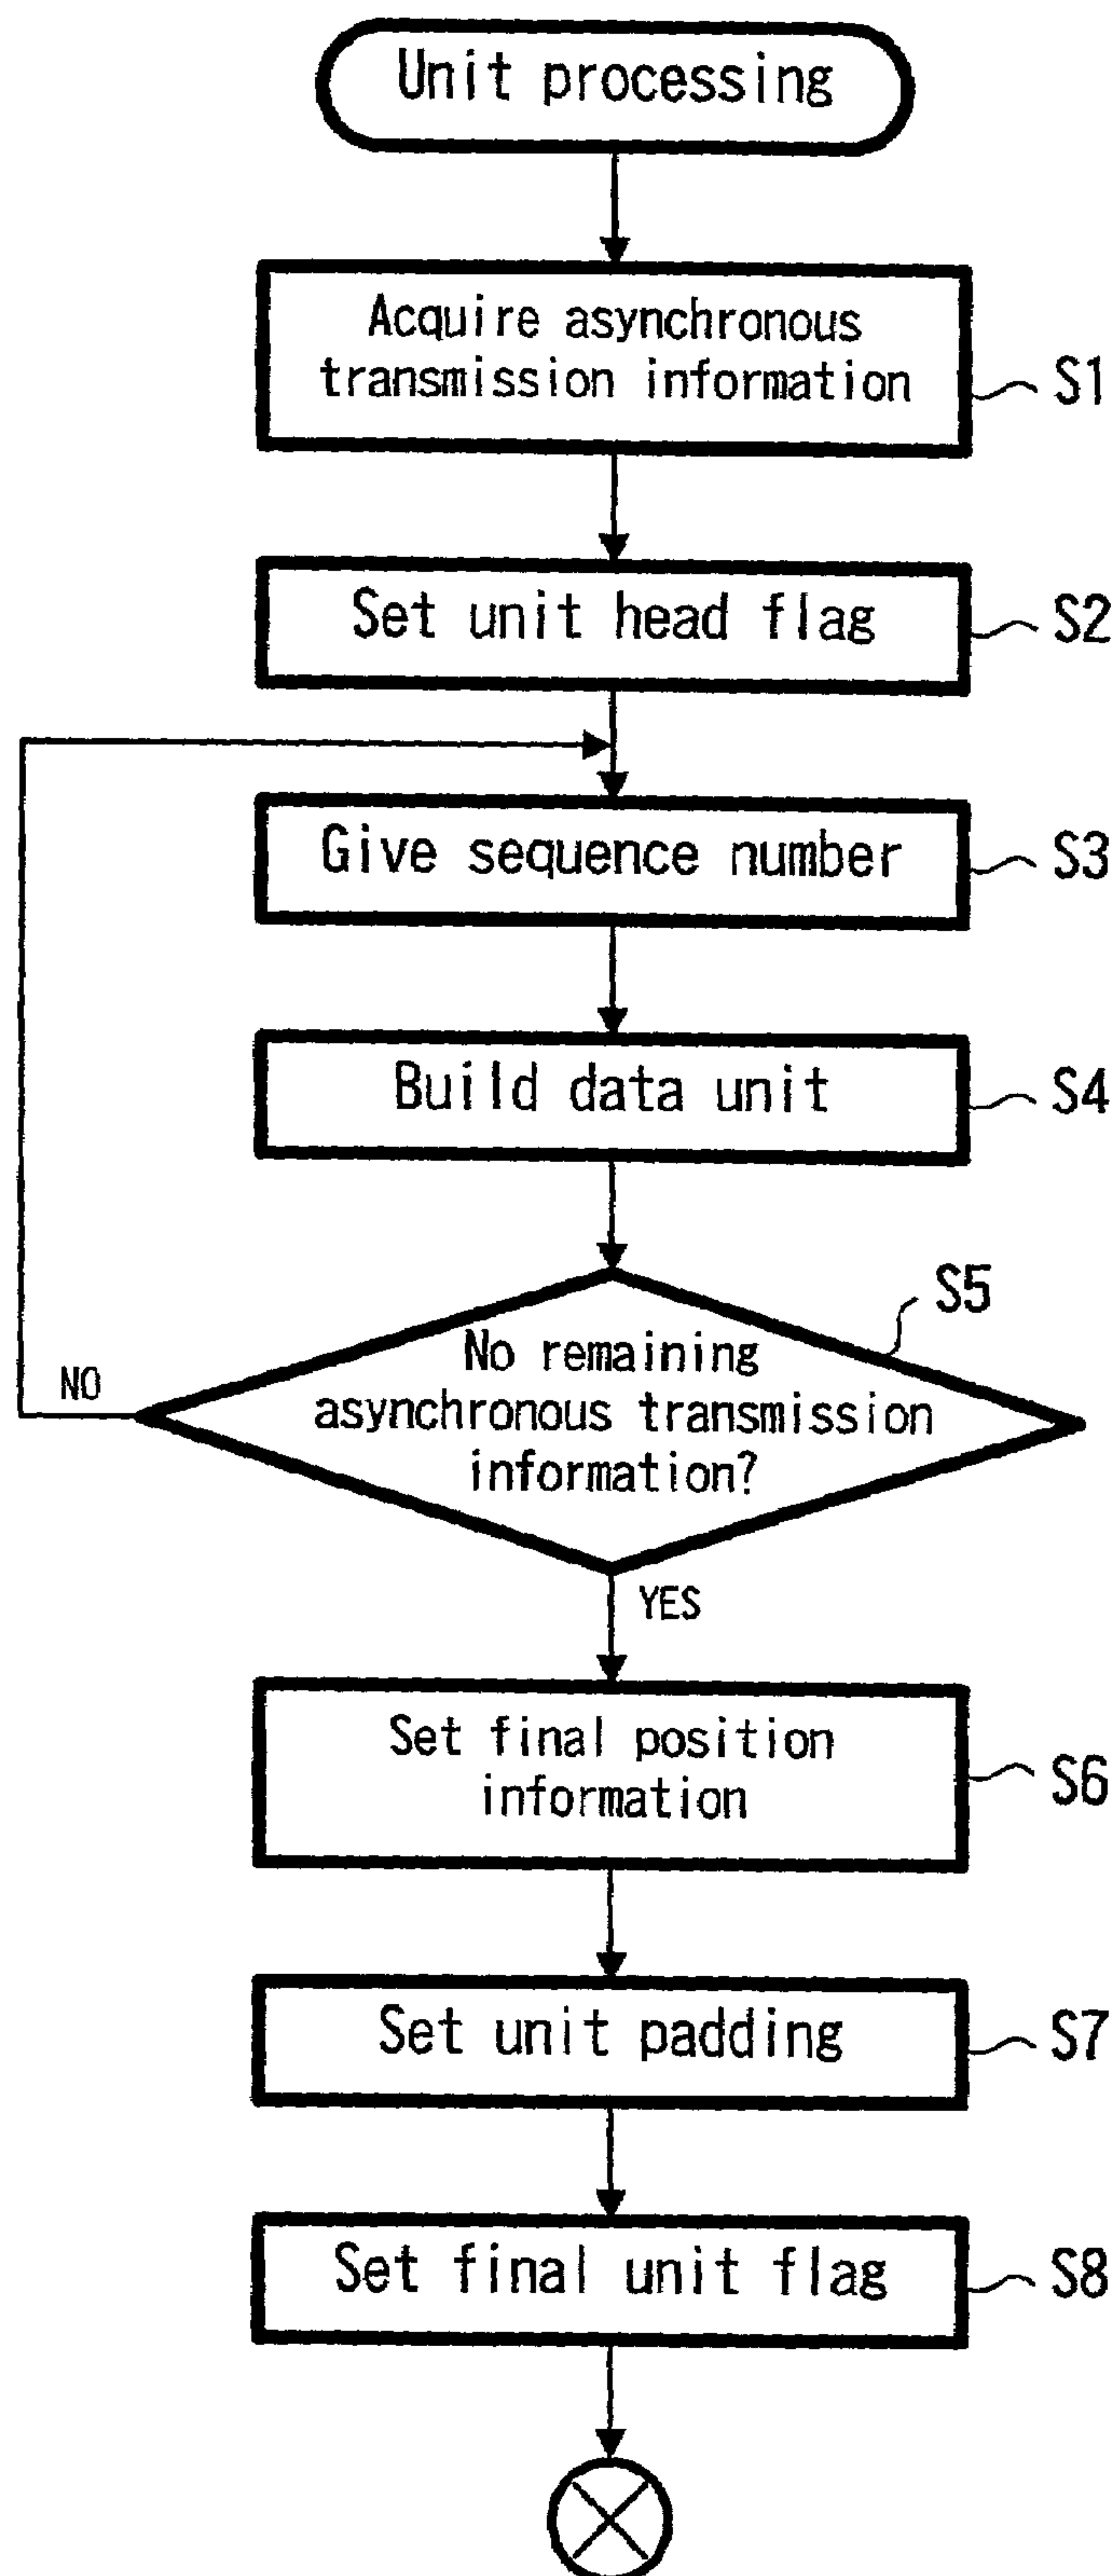 Unit processing
Acquire asynchronous
transmission information
S1
Set unit head flag
S2
Give sequence number
S3
Build data unit
S4
S5
No remaining
asynchronous transmission
information?
NO
YES
Set final position
information
S6
Set unit padding
S7
Set final unit flag
S8